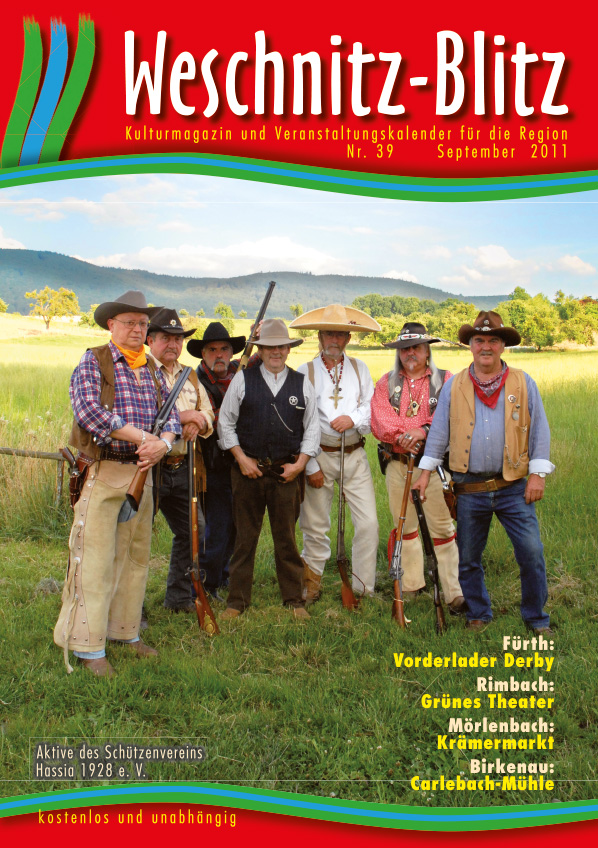 Weschnitz-Blitz
Kulturmagazin und Veranstaltungskalender für die Region
Nr. 39 September 2011
Fürth:
Vorderlader Derby
Rimbach:
Grünes Theater
Mörlenbach:
Krämermarkt
Birkenau:
Carlebach-Mühle
Aktive des Schützenvereins
Hassia 1928 e. V.
kostenlos und unabhängig